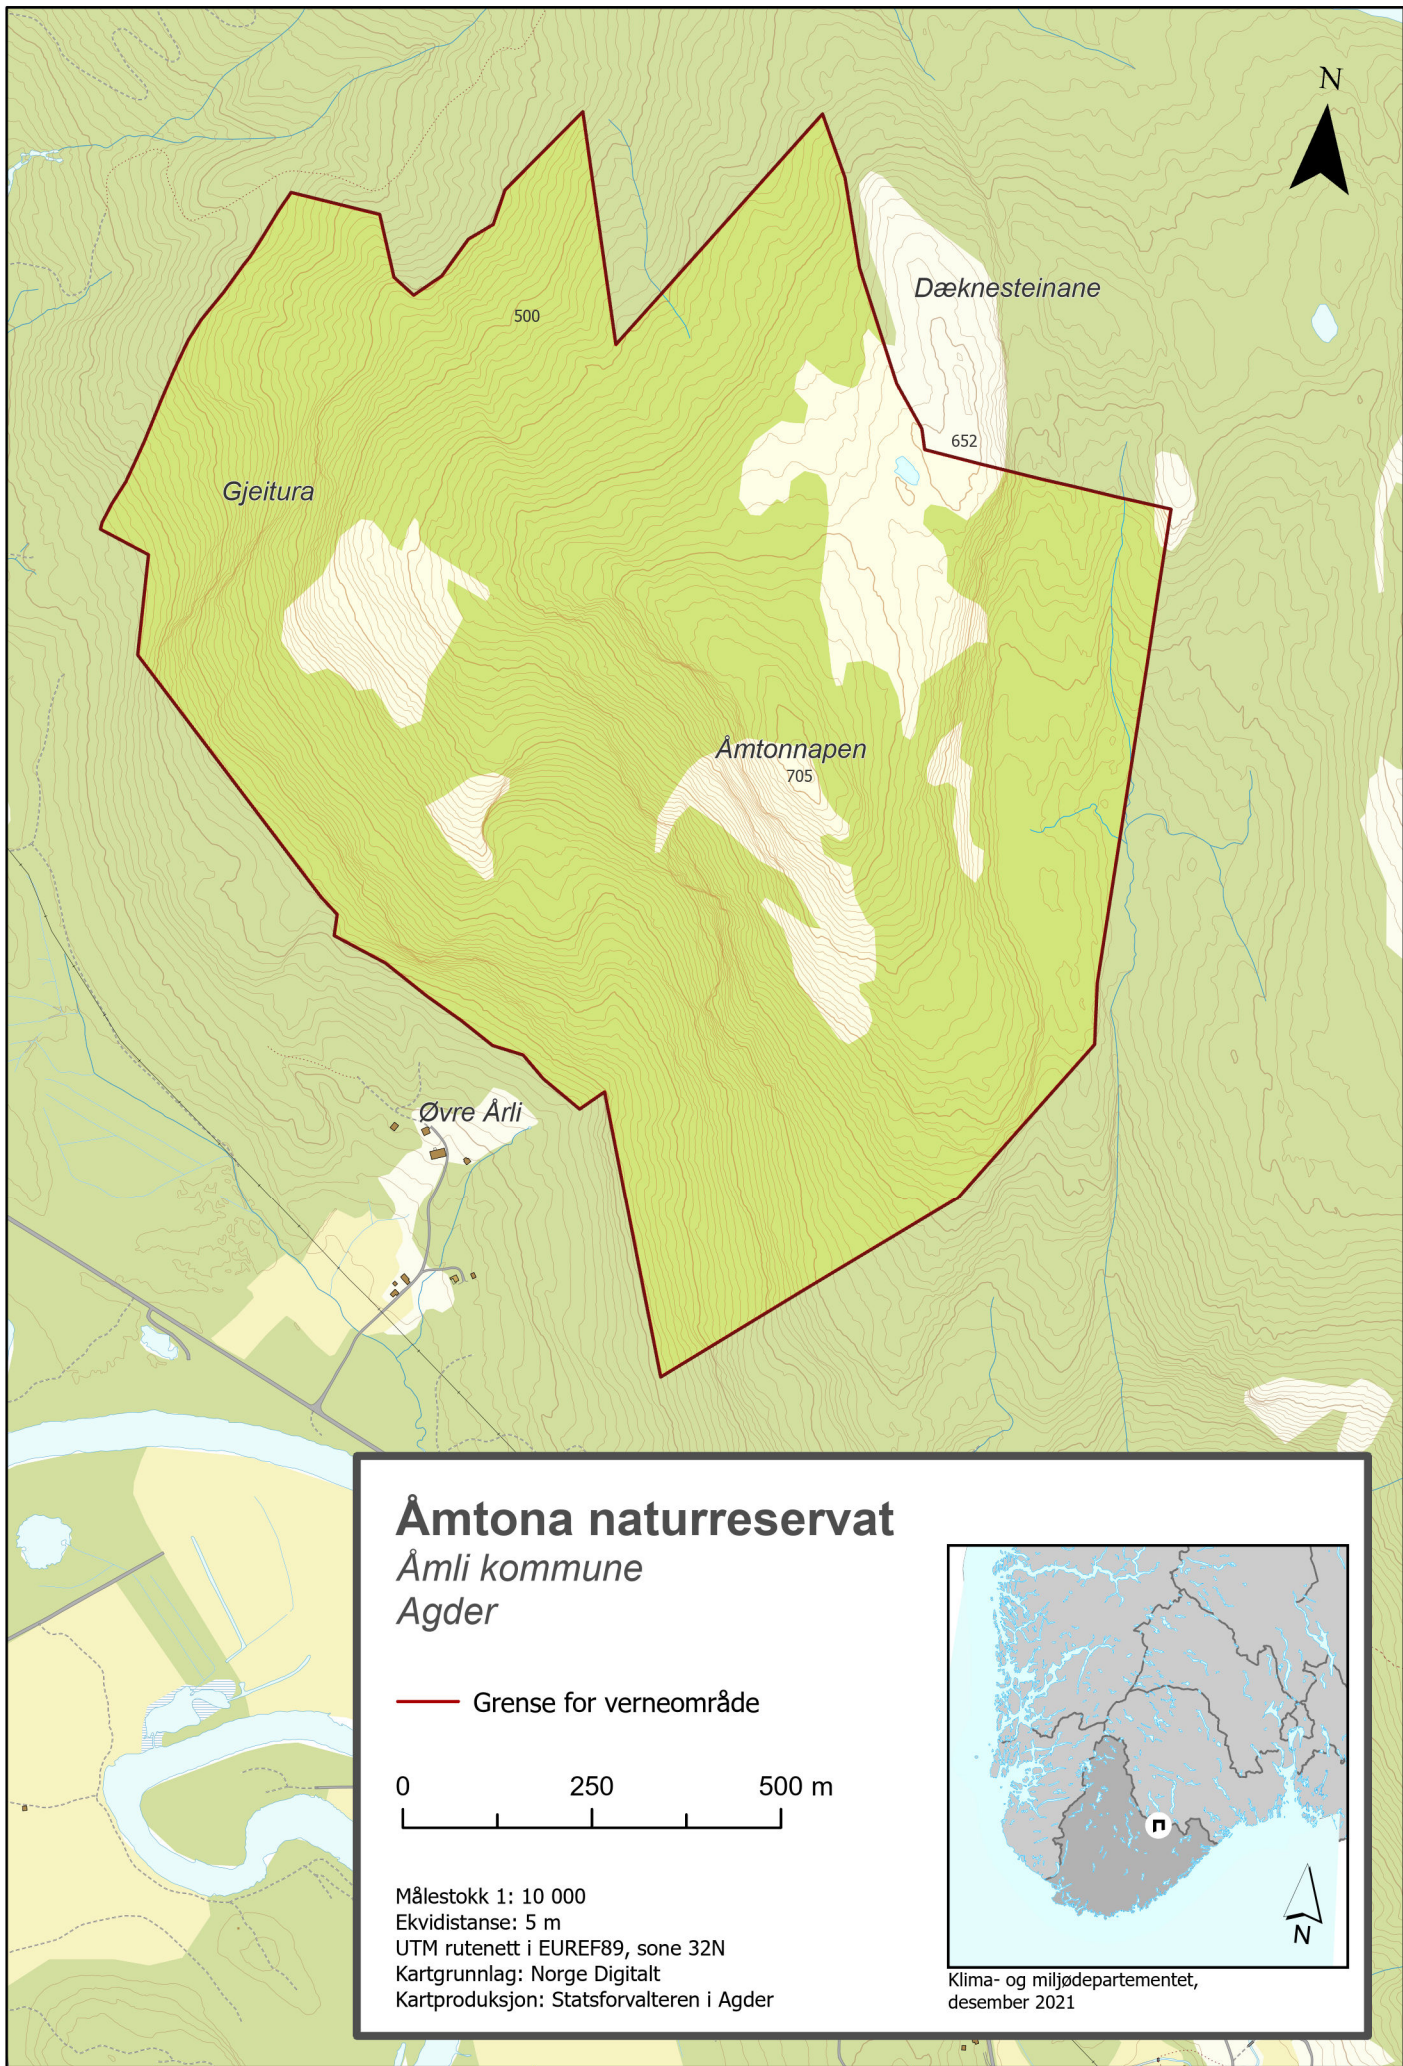 N
Dæknesteinane
500
652
Gjeitura
Åmtonnapen
705
Øvre Årli
Åmtona naturreservat
Åmli kommune
Agder
Grense for verneområde
0 250 500 m
Målestokk 1: 10 000
Ekvidistanse: 5 m
UTM rutenett i EUREF89, sone 32N
Kartgrunnlag: Norge Digitalt
Kartproduksjon: Statsforvalteren i Agder
N
Klima- og miljødepartementet,
desember 2021